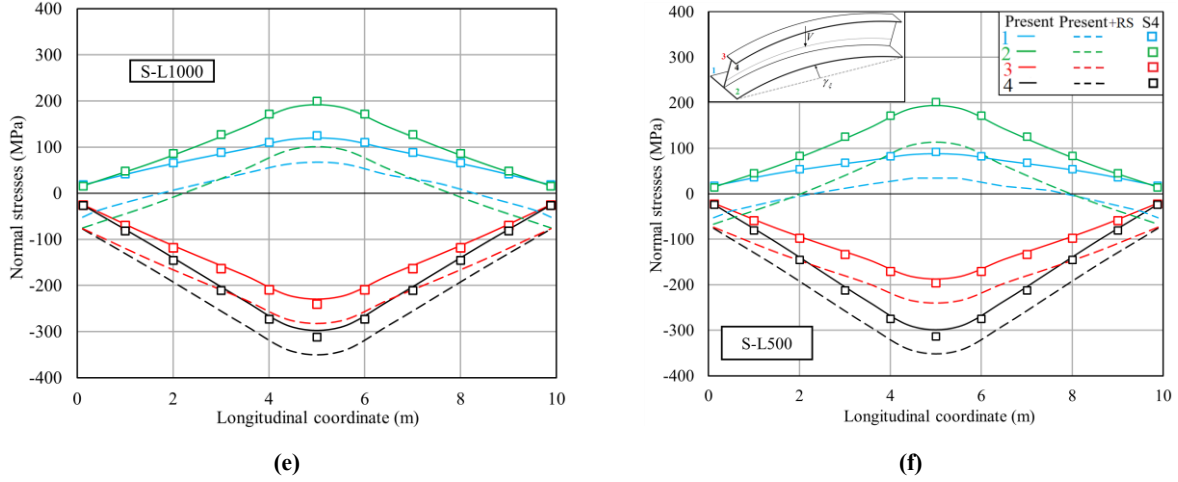 400
300
200
100
0
-100
-200
-300
-400
Normal stresses (MPa)
S-L1000
0 2 4 6 8 10
Longitudinal coordinate (m)
(e)
400
300
200
100
0
-100
-200
-300
-400
Normal stresses (MPa)
3
1
2
V
γi
Present Present+RS S4
1
2
3
4
S-L500
0 2 4 6 8 10
Longitudinal coordinate (m)
(f)